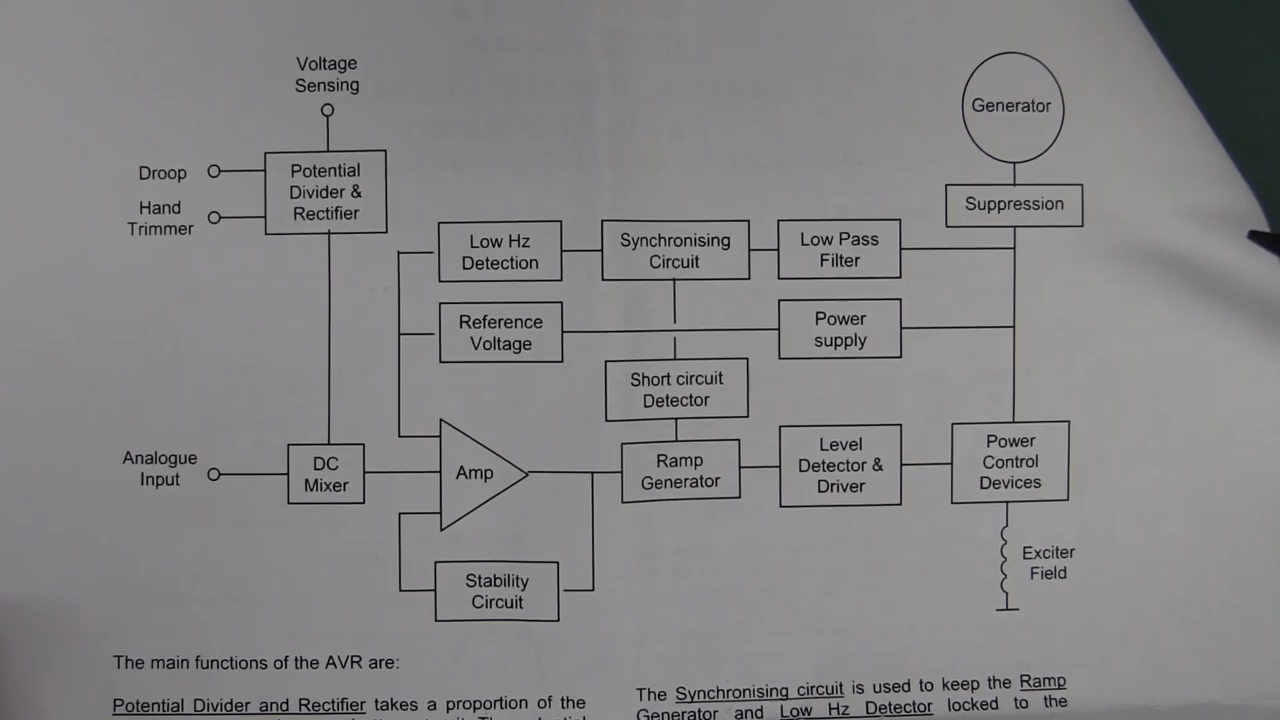 Voltage
Sensing
Generator
Droop
Hand
Trimmer
Potential
Divider &
Rectifier
Suppression
Low Hz
Detection
Synchronising
Circuit
Low Pass
Filter
Reference
Voltage
Power
supply
Short circuit
Detector
Analogue
Input
DC
Mixer
Amp
Ramp
Generator
Level
Detector &
Driver
Power
Control
Devices
Stability
Circuit
Exciter
Field
The main functions of the AVR are:
Potential Divider and Rectifier takes a proportion of the
The Synchronising circuit is used to keep the Ramp
Generator and Low Hz Detector locked to the